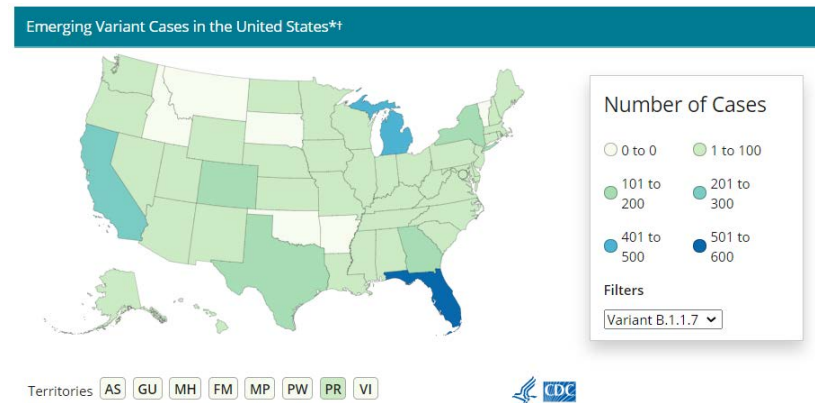 Emerging Variant Cases in the United States*†
Number of Cases
0 to 0
1 to 100
101 to
200
201 to
300
401 to
500
501 to
600
Filters
Variant B.1.1.7
Territories AS GU MH FM MP PW PR VI
CDC